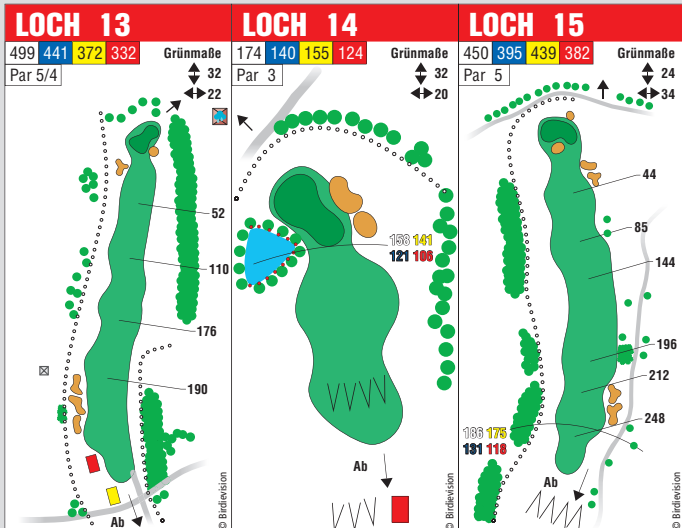 LOCH 13
499 441 372 332
Par 5/4
Grünmaße
32
22
52
110
176
190
Ab
© Birdievision
LOCH 14
174 140 155 124
Par 3
Grünmaße
32
20
158 141
121 106
Ab
© Birdievision
LOCH 15
450 395 439 382
Par 5
Grünmaße
24
34
44
85
144
196
212
248
186 175
131 118
Ab
© Birdievision